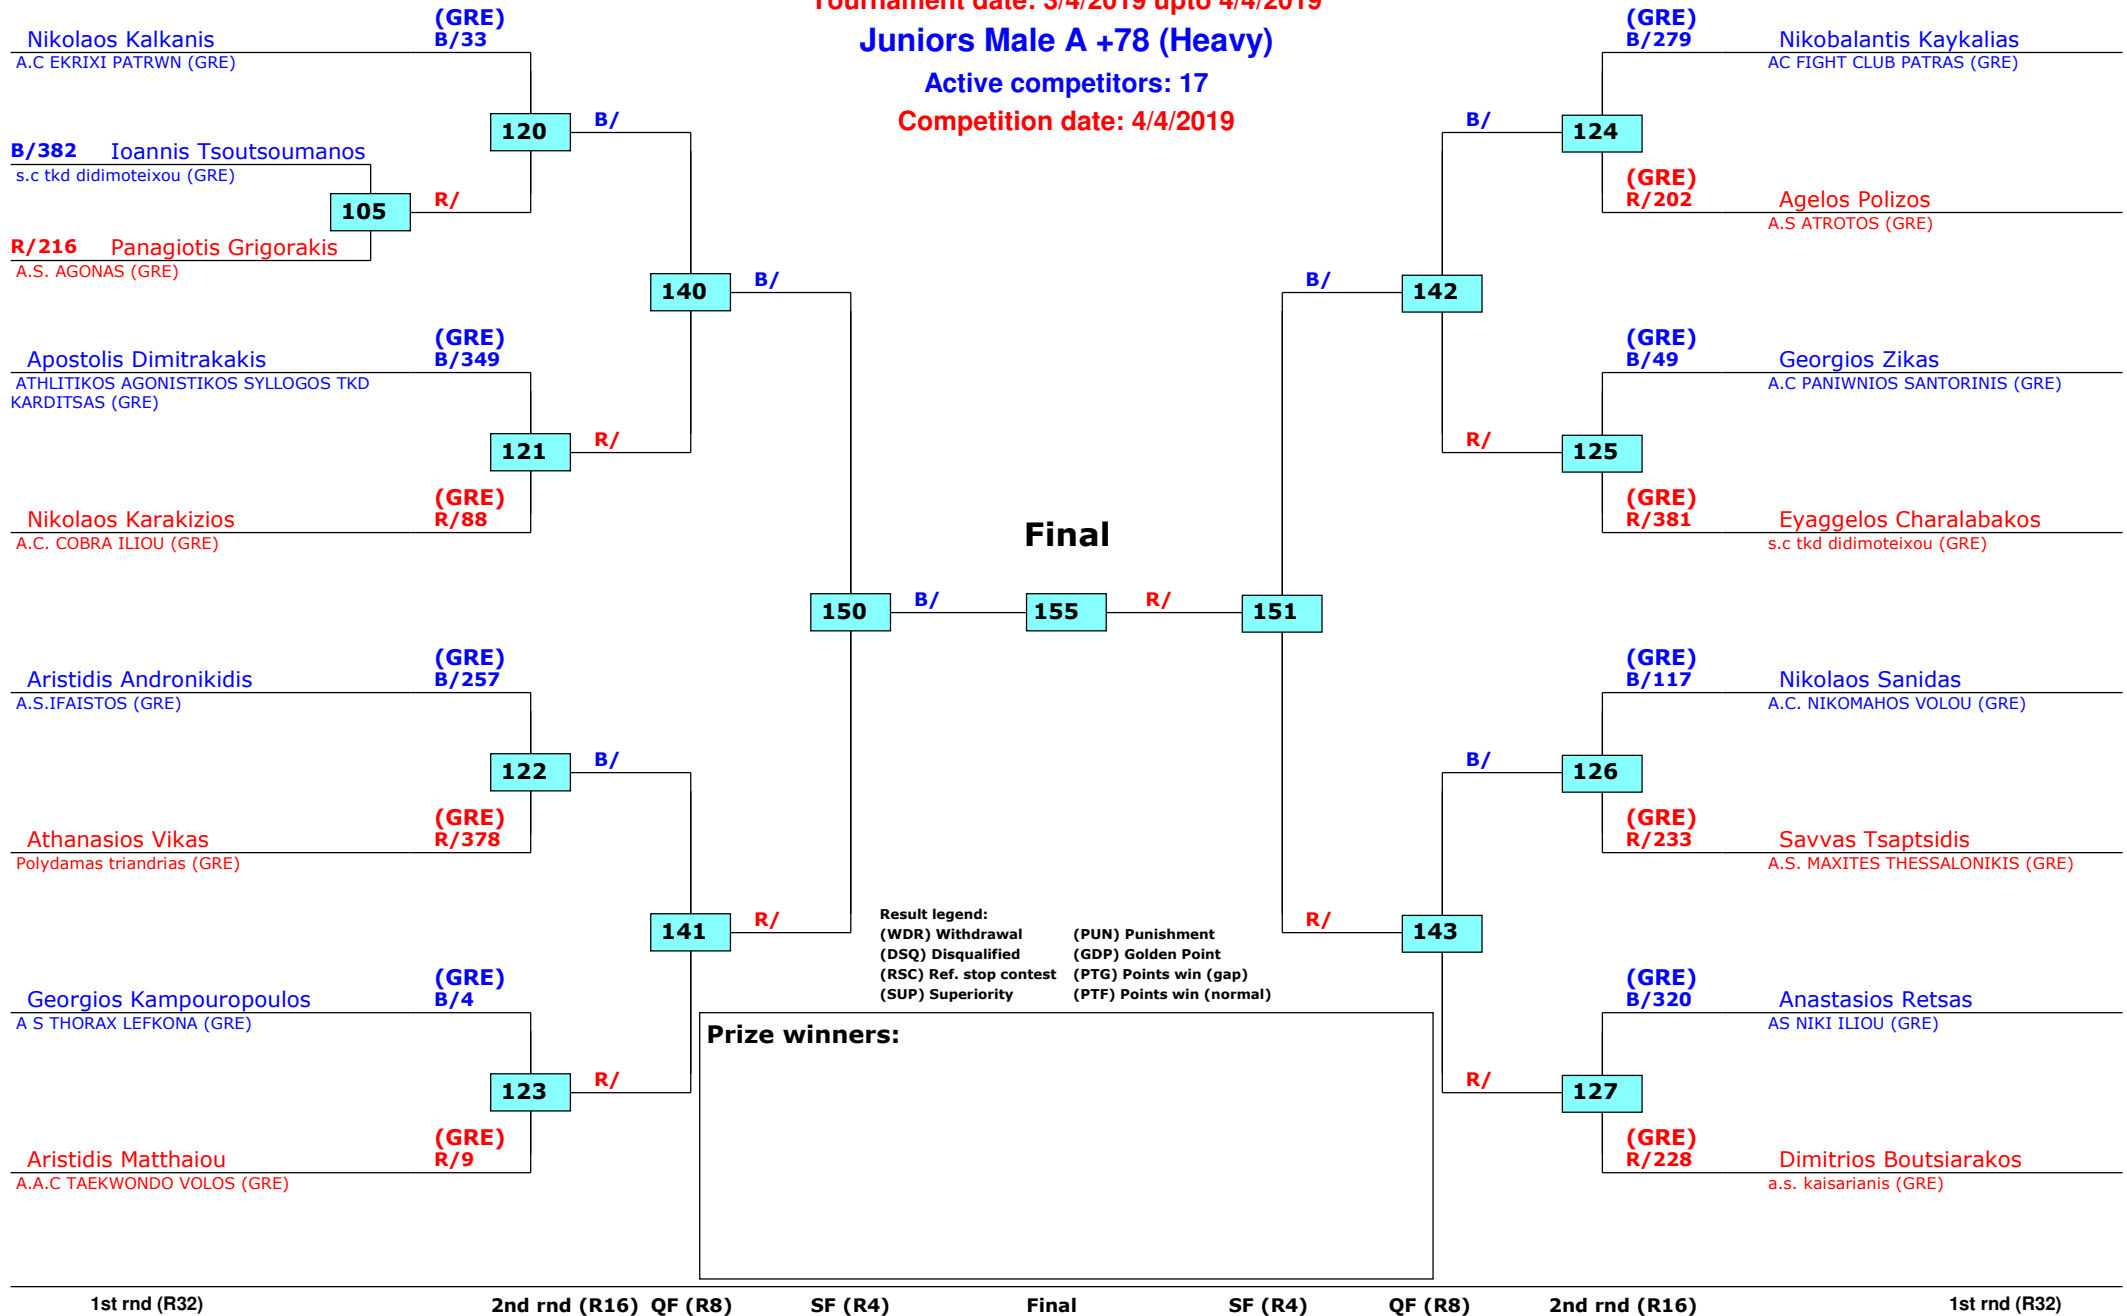 Tournament date: 3/4/2019 upto 4/4/2019
Juniors Male A +78 (Heavy)
Active competitors: 17
Competition date: 4/4/2019
(GRE)
Nikolaos Kalkanis B/33
A.C EKRIXI PATRWN (GRE)
120 B/
B/382 Ioannis Tsoutsoumanos
s.c tkd didimoteixou (GRE)
105 R/
R/216 Panagiotis Grigorakis
A.S. AGONAS (GRE)
140 B/
(GRE)
Apostolis Dimitrakakis B/349
ATHLITIKOS AGONISTIKOS SYLLOGOS TKD
KARDITSAS (GRE)
121 R/
(GRE)
Nikolaos Karakizios R/88
A.C. COBRA ILIOU (GRE)
150 B/
(GRE)
Aristidis Andronikidis B/257
A.S.IFAISTOS (GRE)
122 B/
(GRE)
Athanasios Vikas R/378
Polydamas triandrias (GRE)
141 R/
(GRE)
Georgios Kampouropoulos B/4
A S THORAX LEFKONA (GRE)
123 R/
(GRE)
Aristidis Matthaiou R/9
A.A.C TAEKWONDO VOLOS (GRE)
Final
155
(GRE)
B/279 Nikobalantis Kaykalias
AC FIGHT CLUB PATRAS (GRE)
B/ 124
(GRE)
R/202 Agelos Polizos
A.S ATROTOS (GRE)
B/ 142
(GRE)
B/49 Georgios Zikas
A.C PANIWNIOS SANTORINIS (GRE)
R/ 125
(GRE)
R/381 Eyaggelos Charalabakos
s.c tkd didimoteixou (GRE)
R/ 151
(GRE)
B/117 Nikolaos Sanidas
A.C. NIKOMAHOS VOLOU (GRE)
B/ 126
(GRE)
R/233 Savvas Tsaptsidis
A.S. MAXITES THESSALONIKIS (GRE)
R/ 143
(GRE)
B/320 Anastasios Retsas
AS NIKI ILIOU (GRE)
R/ 127
(GRE)
R/228 Dimitrios Boutsiarakos
a.s. kaisarianis (GRE)
Result legend:
(WDR) Withdrawal (PUN) Punishment
(DSQ) Disqualified (GDP) Golden Point
(RSC) Ref. stop contest (PTG) Points win (gap)
(SUP) Superiority (PTF) Points win (normal)
Prize winners:
1st rnd (R32) 2nd rnd (R16) QF (R8) SF (R4) Final SF (R4) QF (R8) 2nd rnd (R16) 1st rnd (R32)